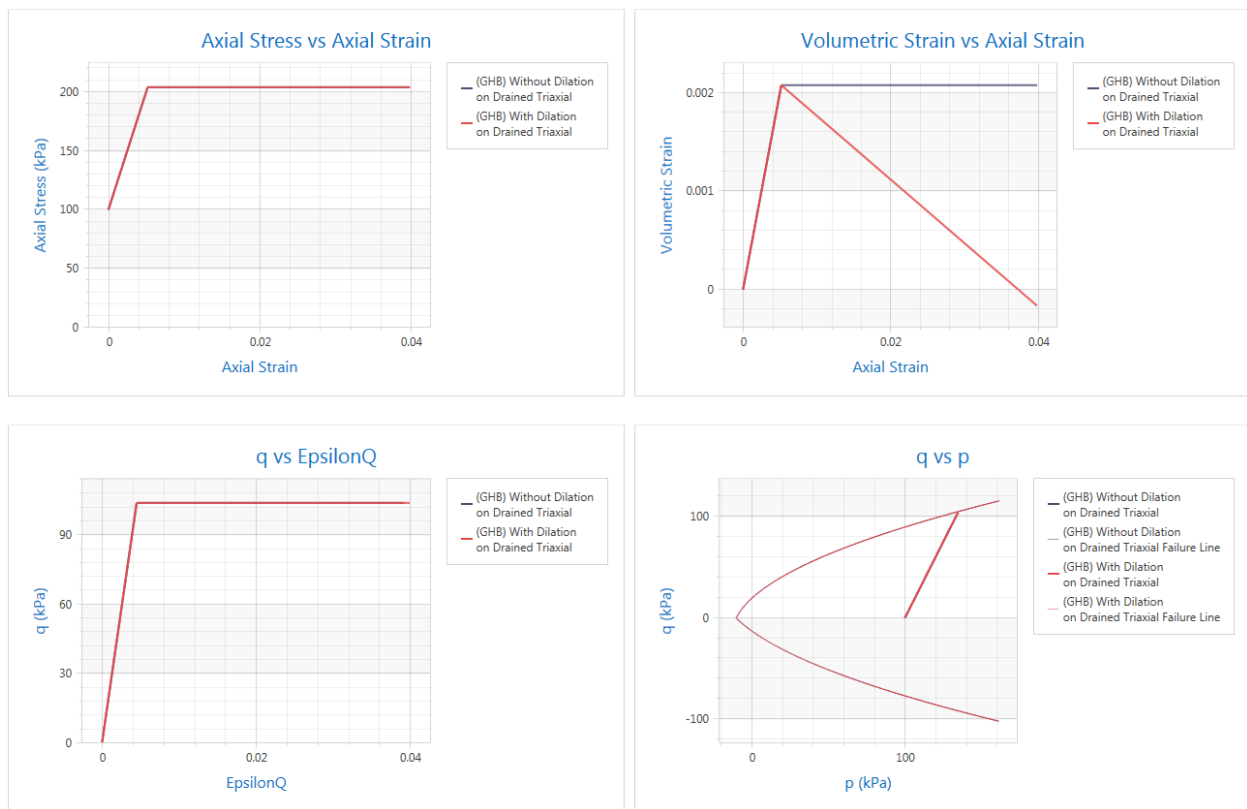 Axial Stress vs Axial Strain
200
150
100
50
0
0
0.02
0.04
Axial Stress (kPa)
Axial Strain
(GHB) Without Dilation
on Drained Triaxial
(GHB) With Dilation
on Drained Triaxial
Volumetric Strain vs Axial Strain
0.002
0.001
0
0
0.02
0.04
Volumetric Strain
Axial Strain
(GHB) Without Dilation
on Drained Triaxial
(GHB) With Dilation
on Drained Triaxial
q vs EpsilonQ
90
60
30
0
0
0.02
0.04
q (kPa)
EpsilonQ
(GHB) Without Dilation
on Drained Triaxial
(GHB) With Dilation
on Drained Triaxial
q vs p
100
0
-100
0
100
q (kPa)
p (kPa)
(GHB) Without Dilation
on Drained Triaxial
(GHB) Without Dilation
on Drained Triaxial Failure Line
(GHB) With Dilation
on Drained Triaxial
(GHB) With Dilation
on Drained Triaxial Failure Line